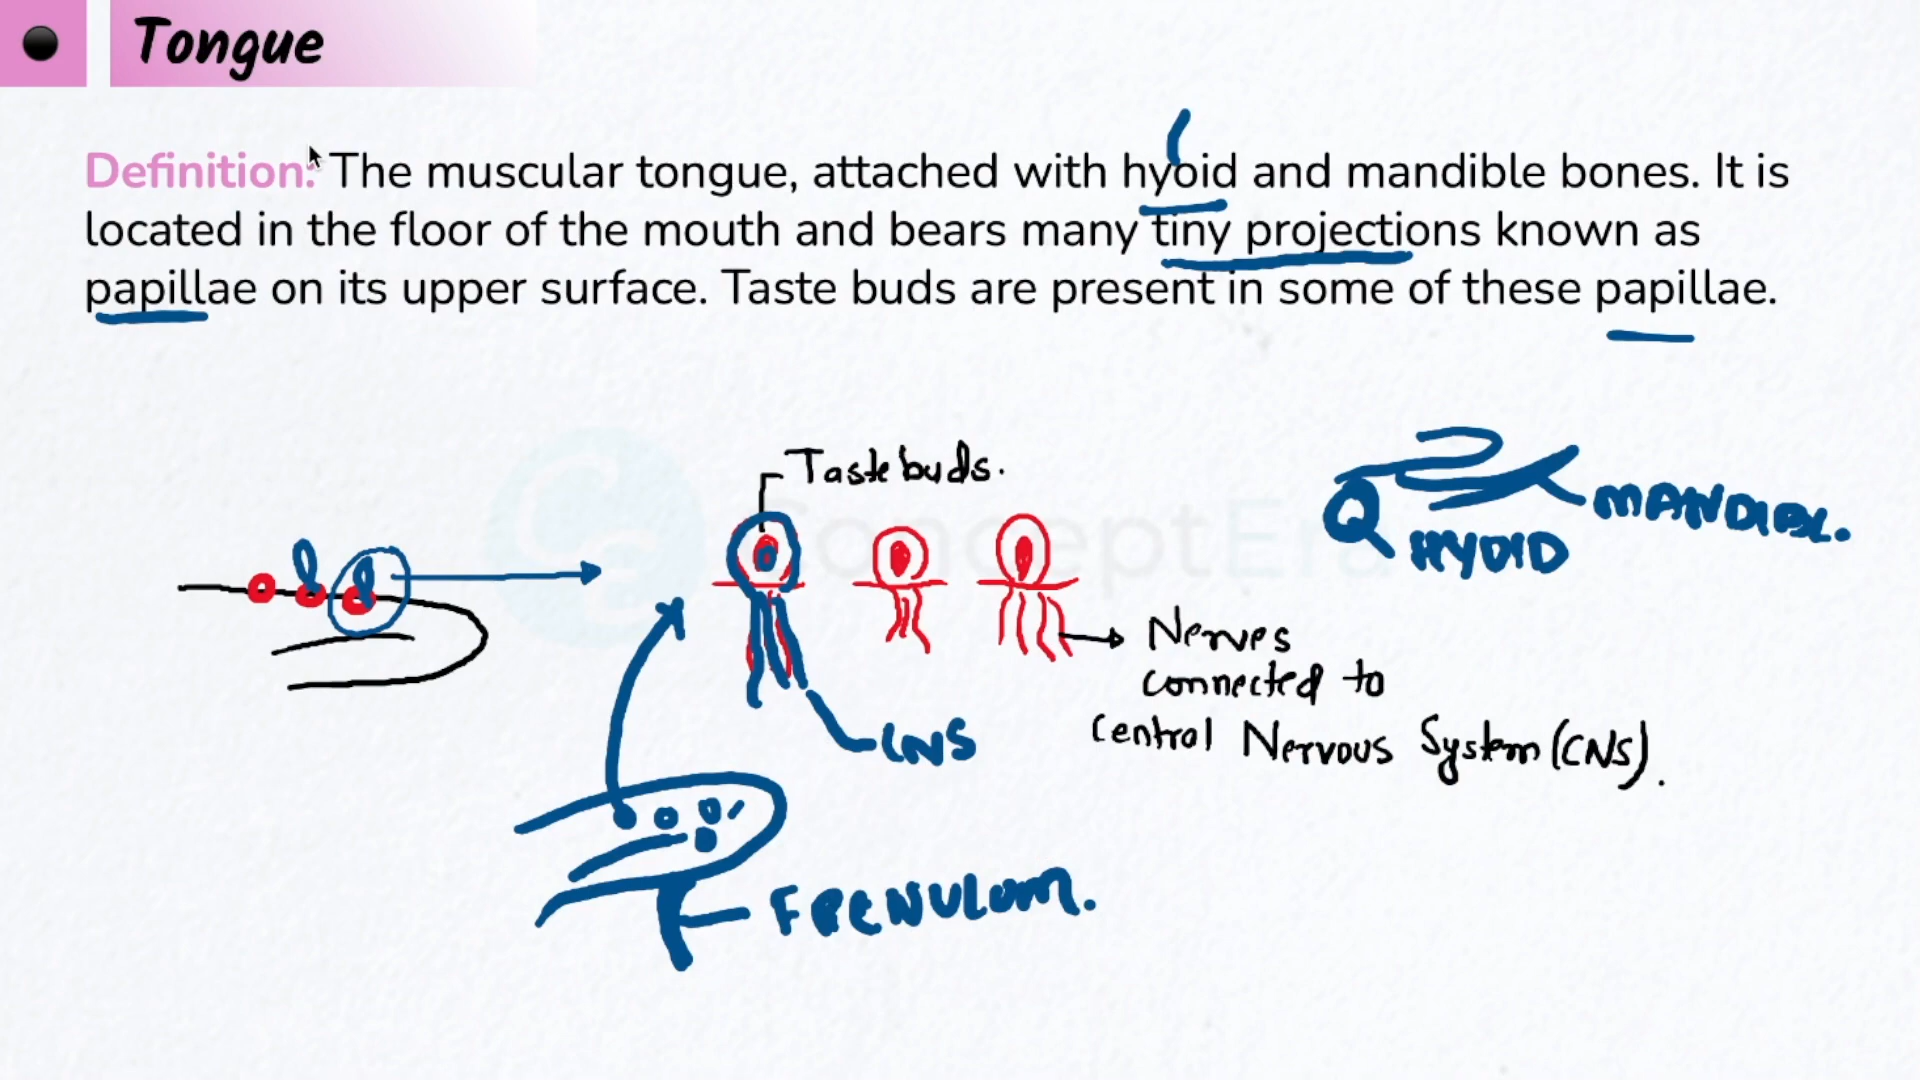 Tongue
Definition: The muscular tongue, attached with hyoid and mandible bones. It is
located in the floor of the mouth and bears many tiny projections known as
papillae on its upper surface. Taste buds are present in some of these papillae.
Taste buds.
ConceptEra
MANDIBL.
HYOID
Nerves
connected to
Central Nervous System (CNS).
CNS
FRENULUM.